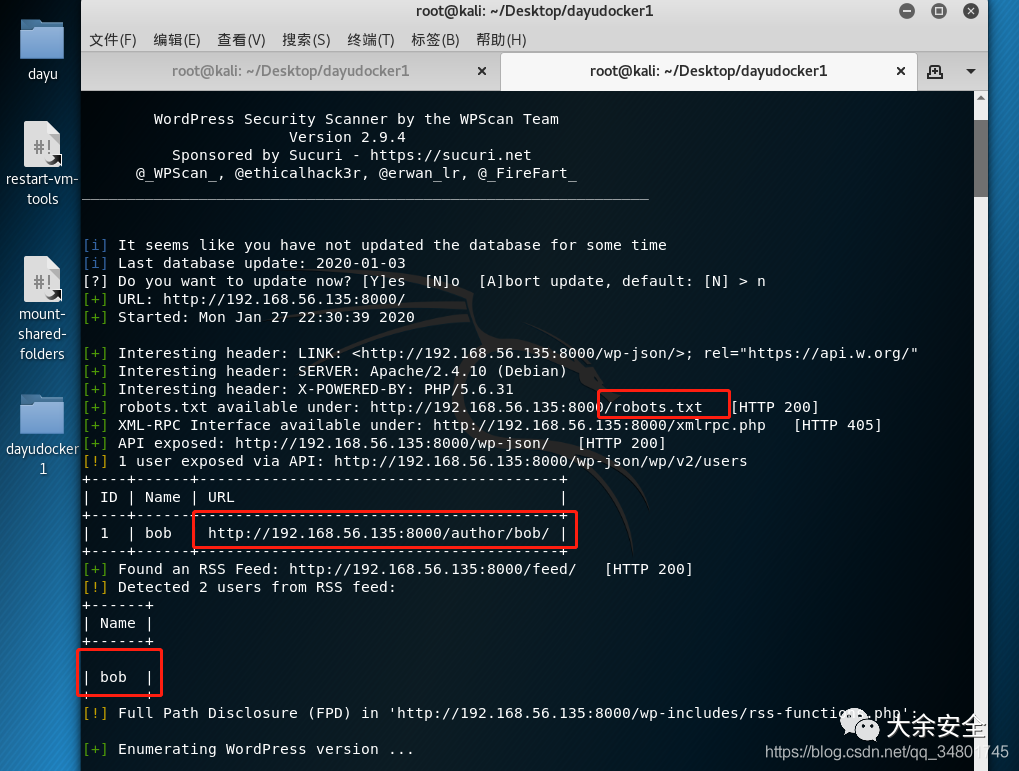 root@kali: ~/Desktop/dayudocker1
文件(F) 编辑(E) 查看(V) 搜索(S) 终端(T) 标签(B) 帮助(H)
root@kali: ~/Desktop/dayudocker1
root@kali: ~/Desktop/dayudocker1
dayu
restart-vm-
tools
mount-
shared-
folders
dayudocker
1
WordPress Security Scanner by the WPScan Team
Version 2.9.4
Sponsored by Sucuri - https://sucuri.net
@_WPScan_, @ethicalhack3r, @erwan_lr, @_FireFart_
_______________________________________________________________
[i] It seems like you have not updated the database for some time
[i] Last database update: 2020-01-03
[?] Do you want to update now? [Y]es  [N]o  [A]bort update, default: [N] > n
[+] URL: http://192.168.56.135:8000/
[+] Started: Mon Jan 27 22:30:39 2020
[+] Interesting header: LINK: <http://192.168.56.135:8000/wp-json/>; rel="https://api.w.org/"
[+] Interesting header: SERVER: Apache/2.4.10 (Debian)
[+] Interesting header: X-POWERED-BY: PHP/5.6.31
[+] robots.txt available under: http://192.168.56.135:8000/robots.txt   [HTTP 200]
[+] XML-RPC Interface available under: http://192.168.56.135:8000/xmlrpc.php   [HTTP 405]
[+] API exposed: http://192.168.56.135:8000/wp-json/   [HTTP 200]
[!] 1 user exposed via API: http://192.168.56.135:8000/wp-json/wp/v2/users
+----+------+----------------------------------------+
| ID | Name | URL                                    |
+----+------+----------------------------------------+
| 1  | bob    http://192.168.56.135:8000/author/bob/ |
+----+------+----------------------------------------+
[+] Found an RSS Feed: http://192.168.56.135:8000/feed/   [HTTP 200]
[!] Detected 2 users from RSS feed:
+------+
| Name |
+------+
| bob  |
[!] Full Path Disclosure (FPD) in 'http://192.168.56.135:8000/wp-includes/rss-functions.php':
[+] Enumerating WordPress version ...
#!
#!
大余安全